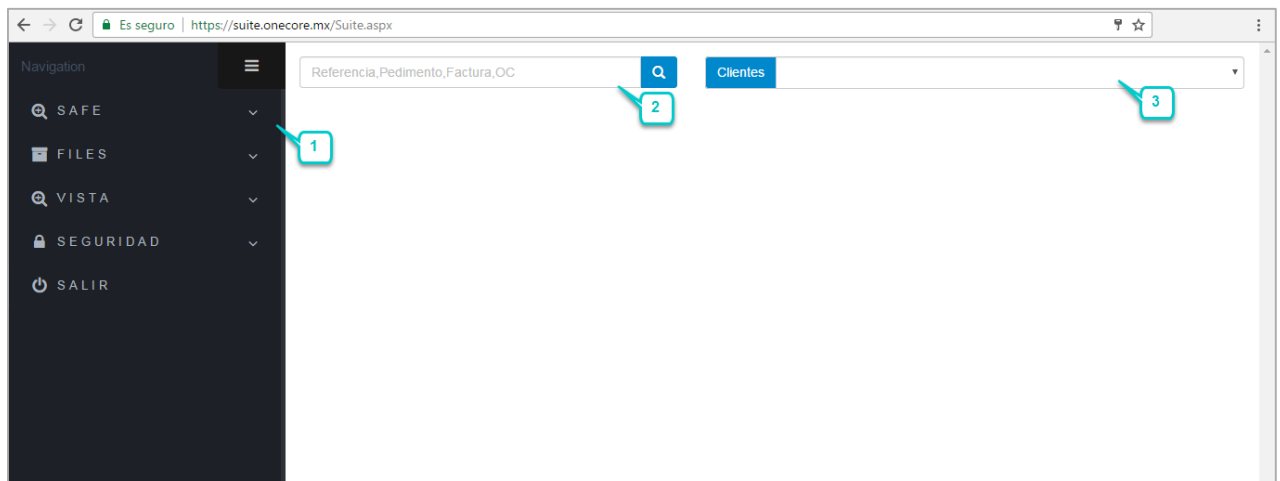 Es seguro | https://suite.onecore.mx/Suite.aspx
Navigation
Referencia,Pedimento,Factura,OC
Clientes
2
3
SAFE
1
FILES
VISTA
SEGURIDAD
SALIR